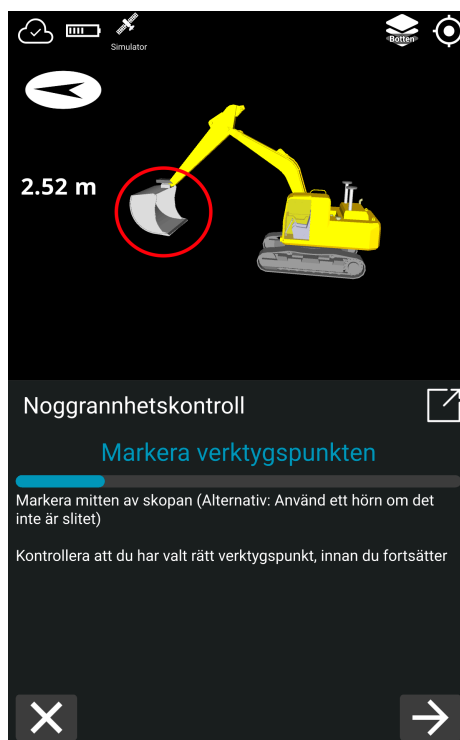 Simulator
Botten
2.52 m
Noggrannhetskontroll
Markera verktygspunkten
Markera mitten av skopan (Alternativ: Använd ett hörn om det
inte är slitet)
Kontrollera att du har valt rätt verktygspunkt, innan du fortsätter